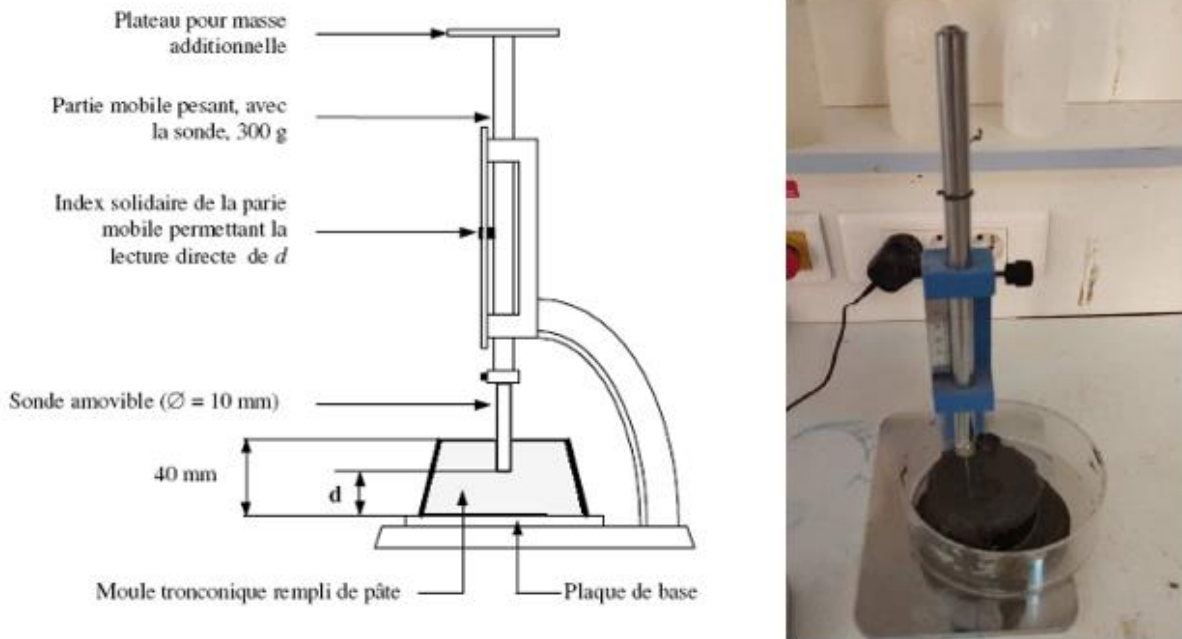 Plateau pour masse
additionnelle
Partie mobile pesant, avec
la sonde, 300 g
Index solidaire de la parie
mobile permettant la
lecture directe de d
Sonde amovible (∅ = 10 mm)
40 mm
d
Moule tronconique rempli de pâte
Plaque de base